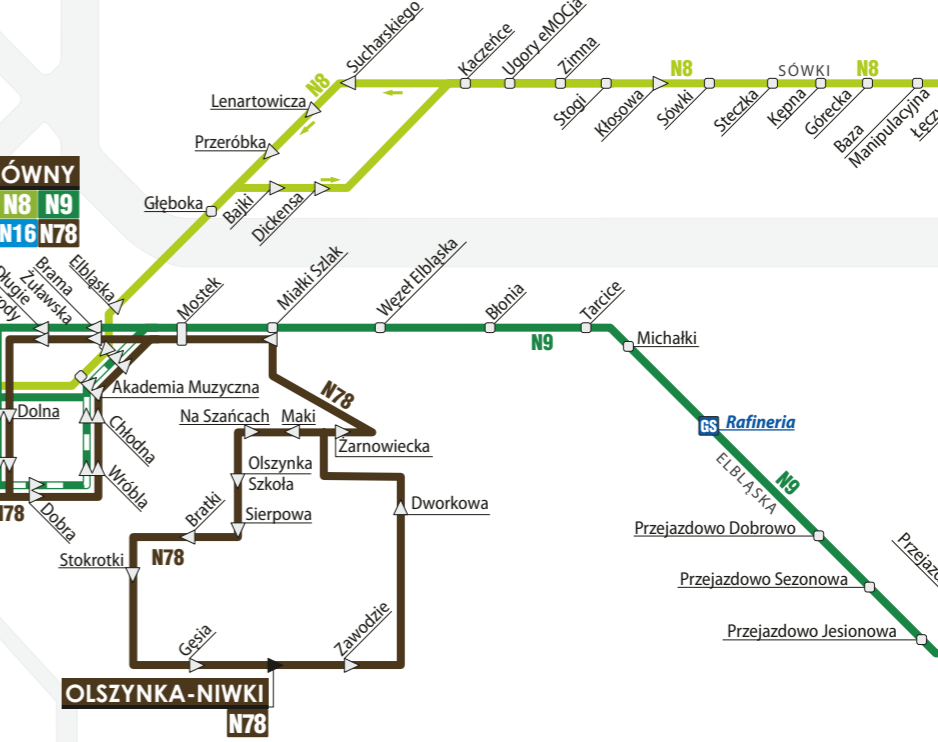 Sucharskiego
Kaczeńce
Ugory eMOCja
Zimna
N8
N8
SÓWKI
N8
Lenartowicza
Stogi
Kłosowa
Sówki
Steczka
Kępna
Górecka
Baza
Manipulacyjna
Przeróbka
ÓWNY
N8 N9
N16 N78
Głęboka
Bajki
Dickensa
Elbląska
Brama
Żuławska
Długie
Mostek
Miałki Szlak
Węzeł Elbląska
Błonia
Tarcice
N9
Michałki
Akademia Muzyczna
N78
Dolna
Chłodna
Na Szańcach
Maki
Żarnowiecka
GS Rafineria
ELBLĄSKA
N9
Olszynka
Szkoła
Wróbla
Dobra
N78
Bratki
Sierpowa
Dworkowa
Przejazdowo Dobrowo
N78
Stokrotki
Przejazdowo Sezonowa
Gęsia
Zawodzie
Przejazdowo Jesionowa
OLSZYNKA-NIWKI
N78